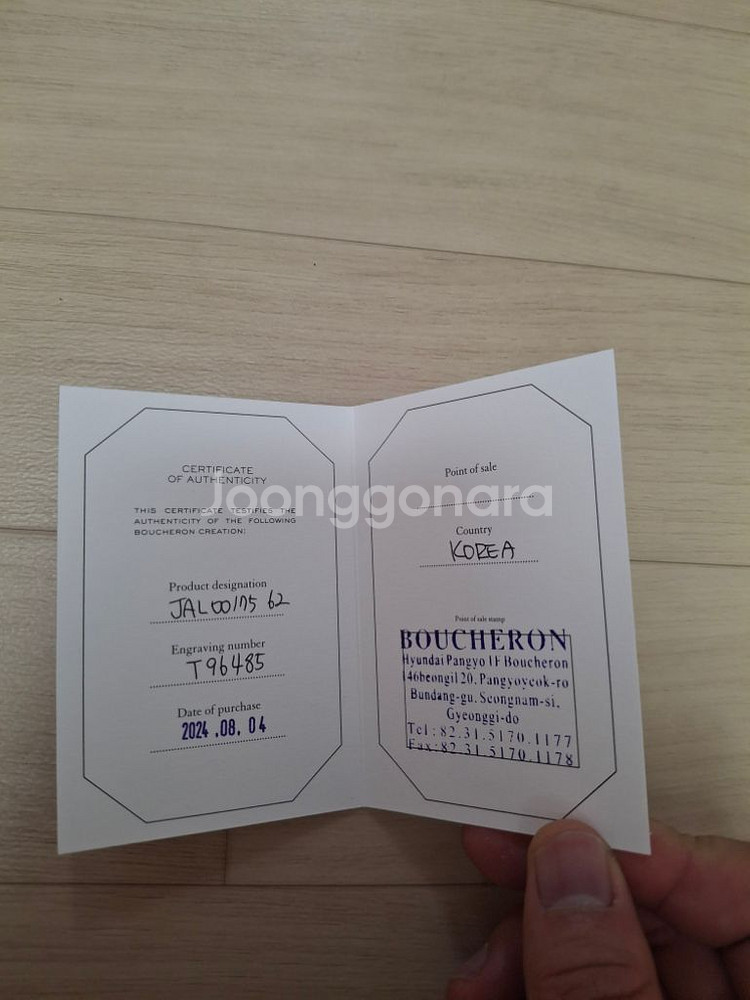 CERTIFICATE
OF AUTHENTICITY
THIS CERTIFICATE TESTIFIES THE
AUTHENTICITY OF THE FOLLOWING
BOUCHERON CREATION:
Product designation
JAL00175 62
Engraving number
T96485
Date of purchase
2024.08.04
Point of sale
Country
KOREA
Point of sale stamp
BOUCHERON
Hyundai Pangyo 1F Boucheron
146beongil 20, Pangyoyeok-ro
Bundang-gu, Seongnam-si,
Gyeonggi-do
Tel:82.31.5170.1177
Fax:82.31.5170.1178
Joonggonara